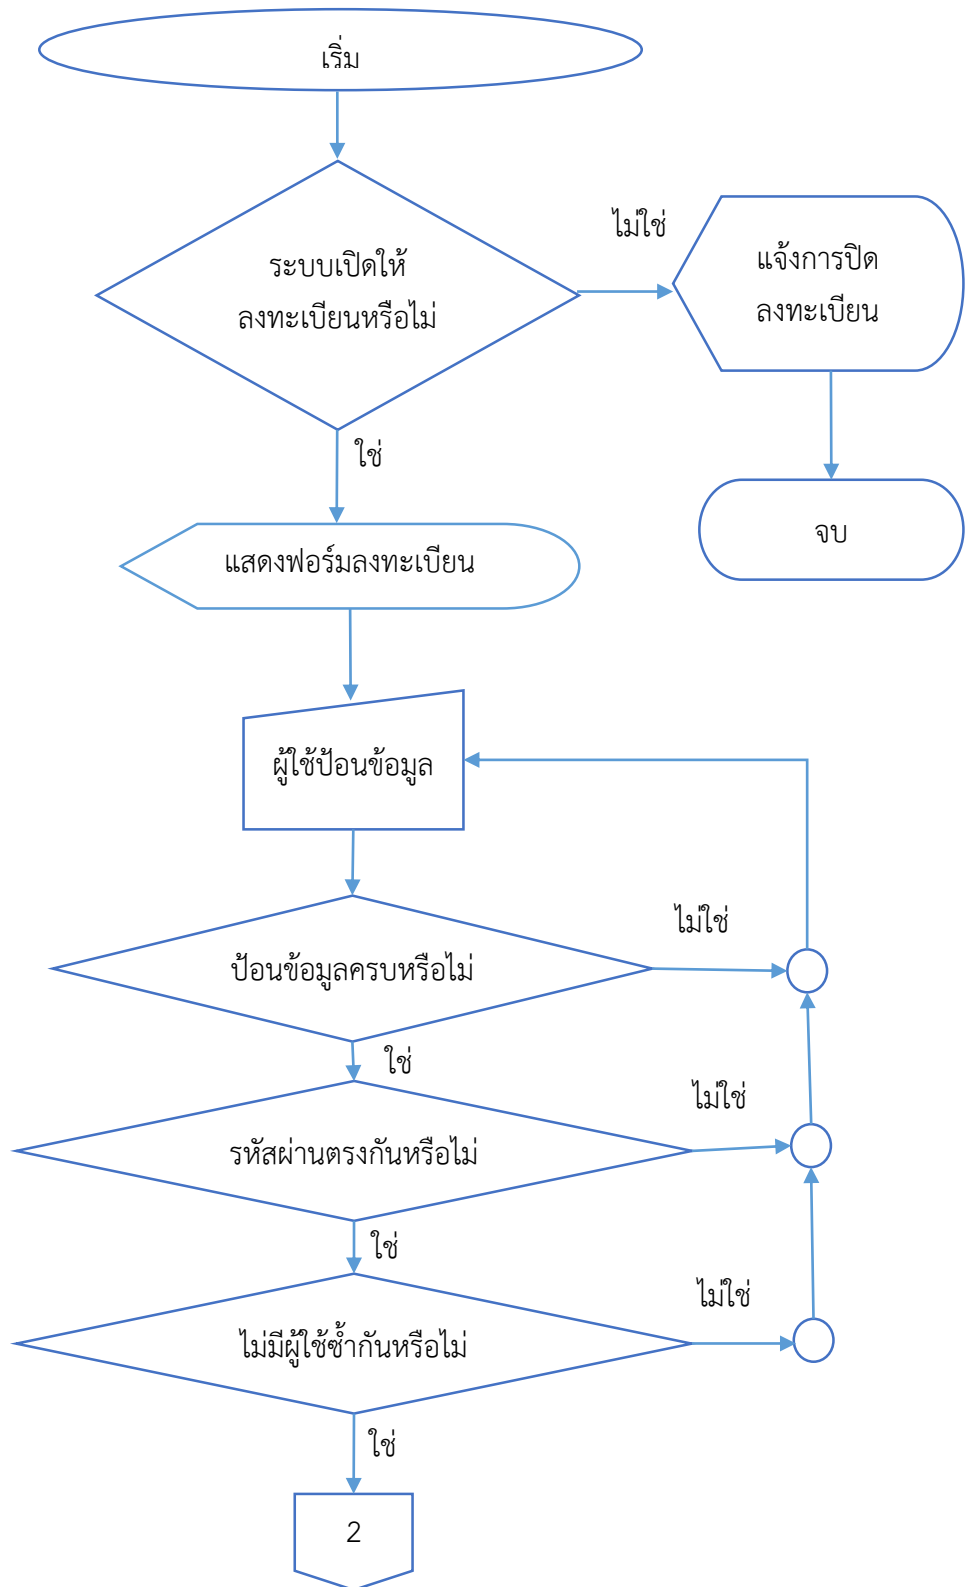 เริ่ม
ระบบเปิดให้
ลงทะเบียนหรือไม่
ไม่ใช่
แจ้งการปิด
ลงทะเบียน
ใช่
จบ
แสดงฟอร์มลงทะเบียน
ผู้ใช้ป้อนข้อมูล
ป้อนข้อมูลครบหรือไม่
ไม่ใช่
ใช่
รหัสผ่านตรงกันหรือไม่
ไม่ใช่
ใช่
ไม่มีผู้ใช้ซ้ำกันหรือไม่
ไม่ใช่
ใช่
2